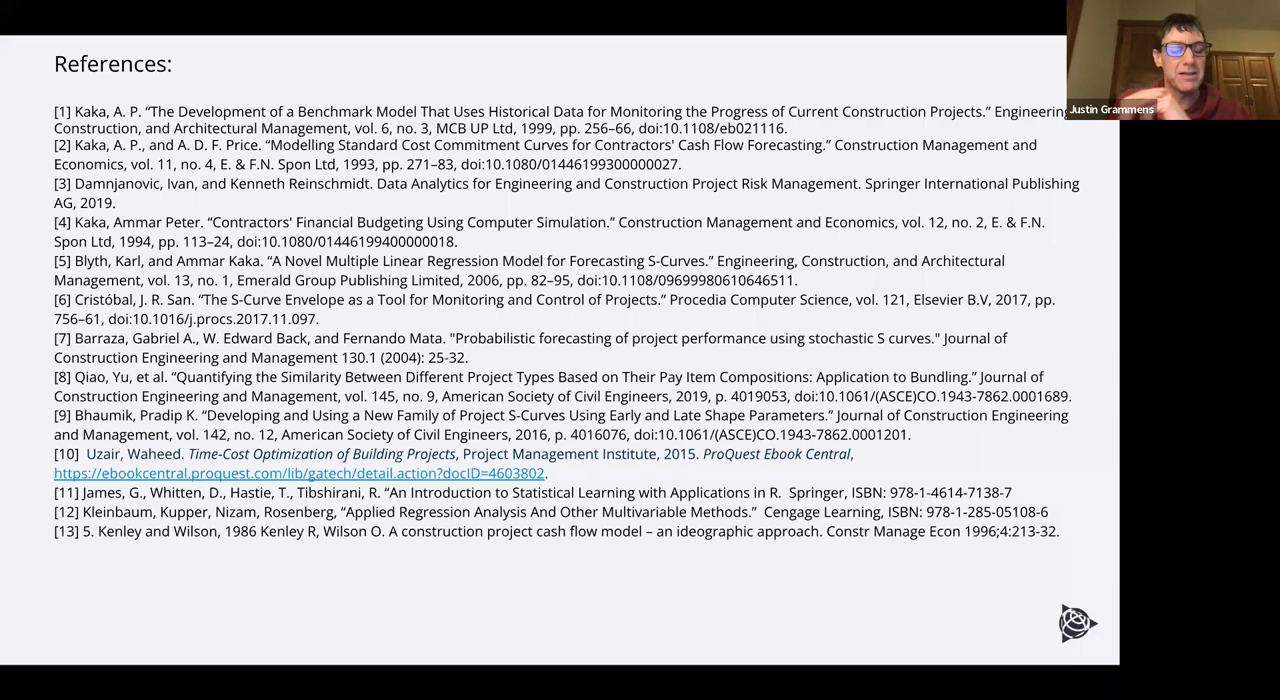 References:
[1] Kaka, A. P. “The Development of a Benchmark Model That Uses Historical Data for Monitoring the Progress of Current Construction Projects.” Engineering,
Construction, and Architectural Management, vol. 6, no. 3, MCB UP Ltd, 1999, pp. 256–66, doi:10.1108/eb021116.
[2] Kaka, A. P., and A. D. F. Price. “Modelling Standard Cost Commitment Curves for Contractors' Cash Flow Forecasting.” Construction Management and
Economics, vol. 11, no. 4, E. & F.N. Spon Ltd, 1993, pp. 271–83, doi:10.1080/01446199300000027.
[3] Damnjanovic, Ivan, and Kenneth Reinschmidt. Data Analytics for Engineering and Construction Project Risk Management. Springer International Publishing
AG, 2019.
[4] Kaka, Ammar Peter. “Contractors' Financial Budgeting Using Computer Simulation.” Construction Management and Economics, vol. 12, no. 2, E. & F.N.
Spon Ltd, 1994, pp. 113–24, doi:10.1080/01446199400000018.
[5] Blyth, Karl, and Ammar Kaka. “A Novel Multiple Linear Regression Model for Forecasting S-Curves.” Engineering, Construction, and Architectural
Management, vol. 13, no. 1, Emerald Group Publishing Limited, 2006, pp. 82–95, doi:10.1108/09699980610646511.
[6] Cristóbal, J. R. San. “The S-Curve Envelope as a Tool for Monitoring and Control of Projects.” Procedia Computer Science, vol. 121, Elsevier B.V, 2017, pp.
756–61, doi:10.1016/j.procs.2017.11.097.
[7] Barraza, Gabriel A., W. Edward Back, and Fernando Mata. "Probabilistic forecasting of project performance using stochastic S curves." Journal of
Construction Engineering and Management 130.1 (2004): 25-32.
[8] Qiao, Yu, et al. “Quantifying the Similarity Between Different Project Types Based on Their Pay Item Compositions: Application to Bundling.” Journal of
Construction Engineering and Management, vol. 145, no. 9, American Society of Civil Engineers, 2019, p. 4019053, doi:10.1061/(ASCE)CO.1943-7862.0001689.
[9] Bhaumik, Pradip K. “Developing and Using a New Family of Project S-Curves Using Early and Late Shape Parameters.” Journal of Construction Engineering
and Management, vol. 142, no. 12, American Society of Civil Engineers, 2016, p. 4016076, doi:10.1061/(ASCE)CO.1943-7862.0001201.
[10] Uzair, Waheed. Time-Cost Optimization of Building Projects, Project Management Institute, 2015. ProQuest Ebook Central,
https://ebookcentral.proquest.com/lib/gatech/detail.action?docID=4603802.
[11] James, G., Whitten, D., Hastie, T., Tibshirani, R. “An Introduction to Statistical Learning with Applications in R. Springer, ISBN: 978-1-4614-7138-7
[12] Kleinbaum, Kupper, Nizam, Rosenberg, “Applied Regression Analysis And Other Multivariable Methods.” Cengage Learning, ISBN: 978-1-285-05108-6
[13] 5. Kenley and Wilson, 1986 Kenley R, Wilson O. A construction project cash flow model – an ideographic approach. Constr Manage Econ 1996;4:213-32.
Justin Grammens